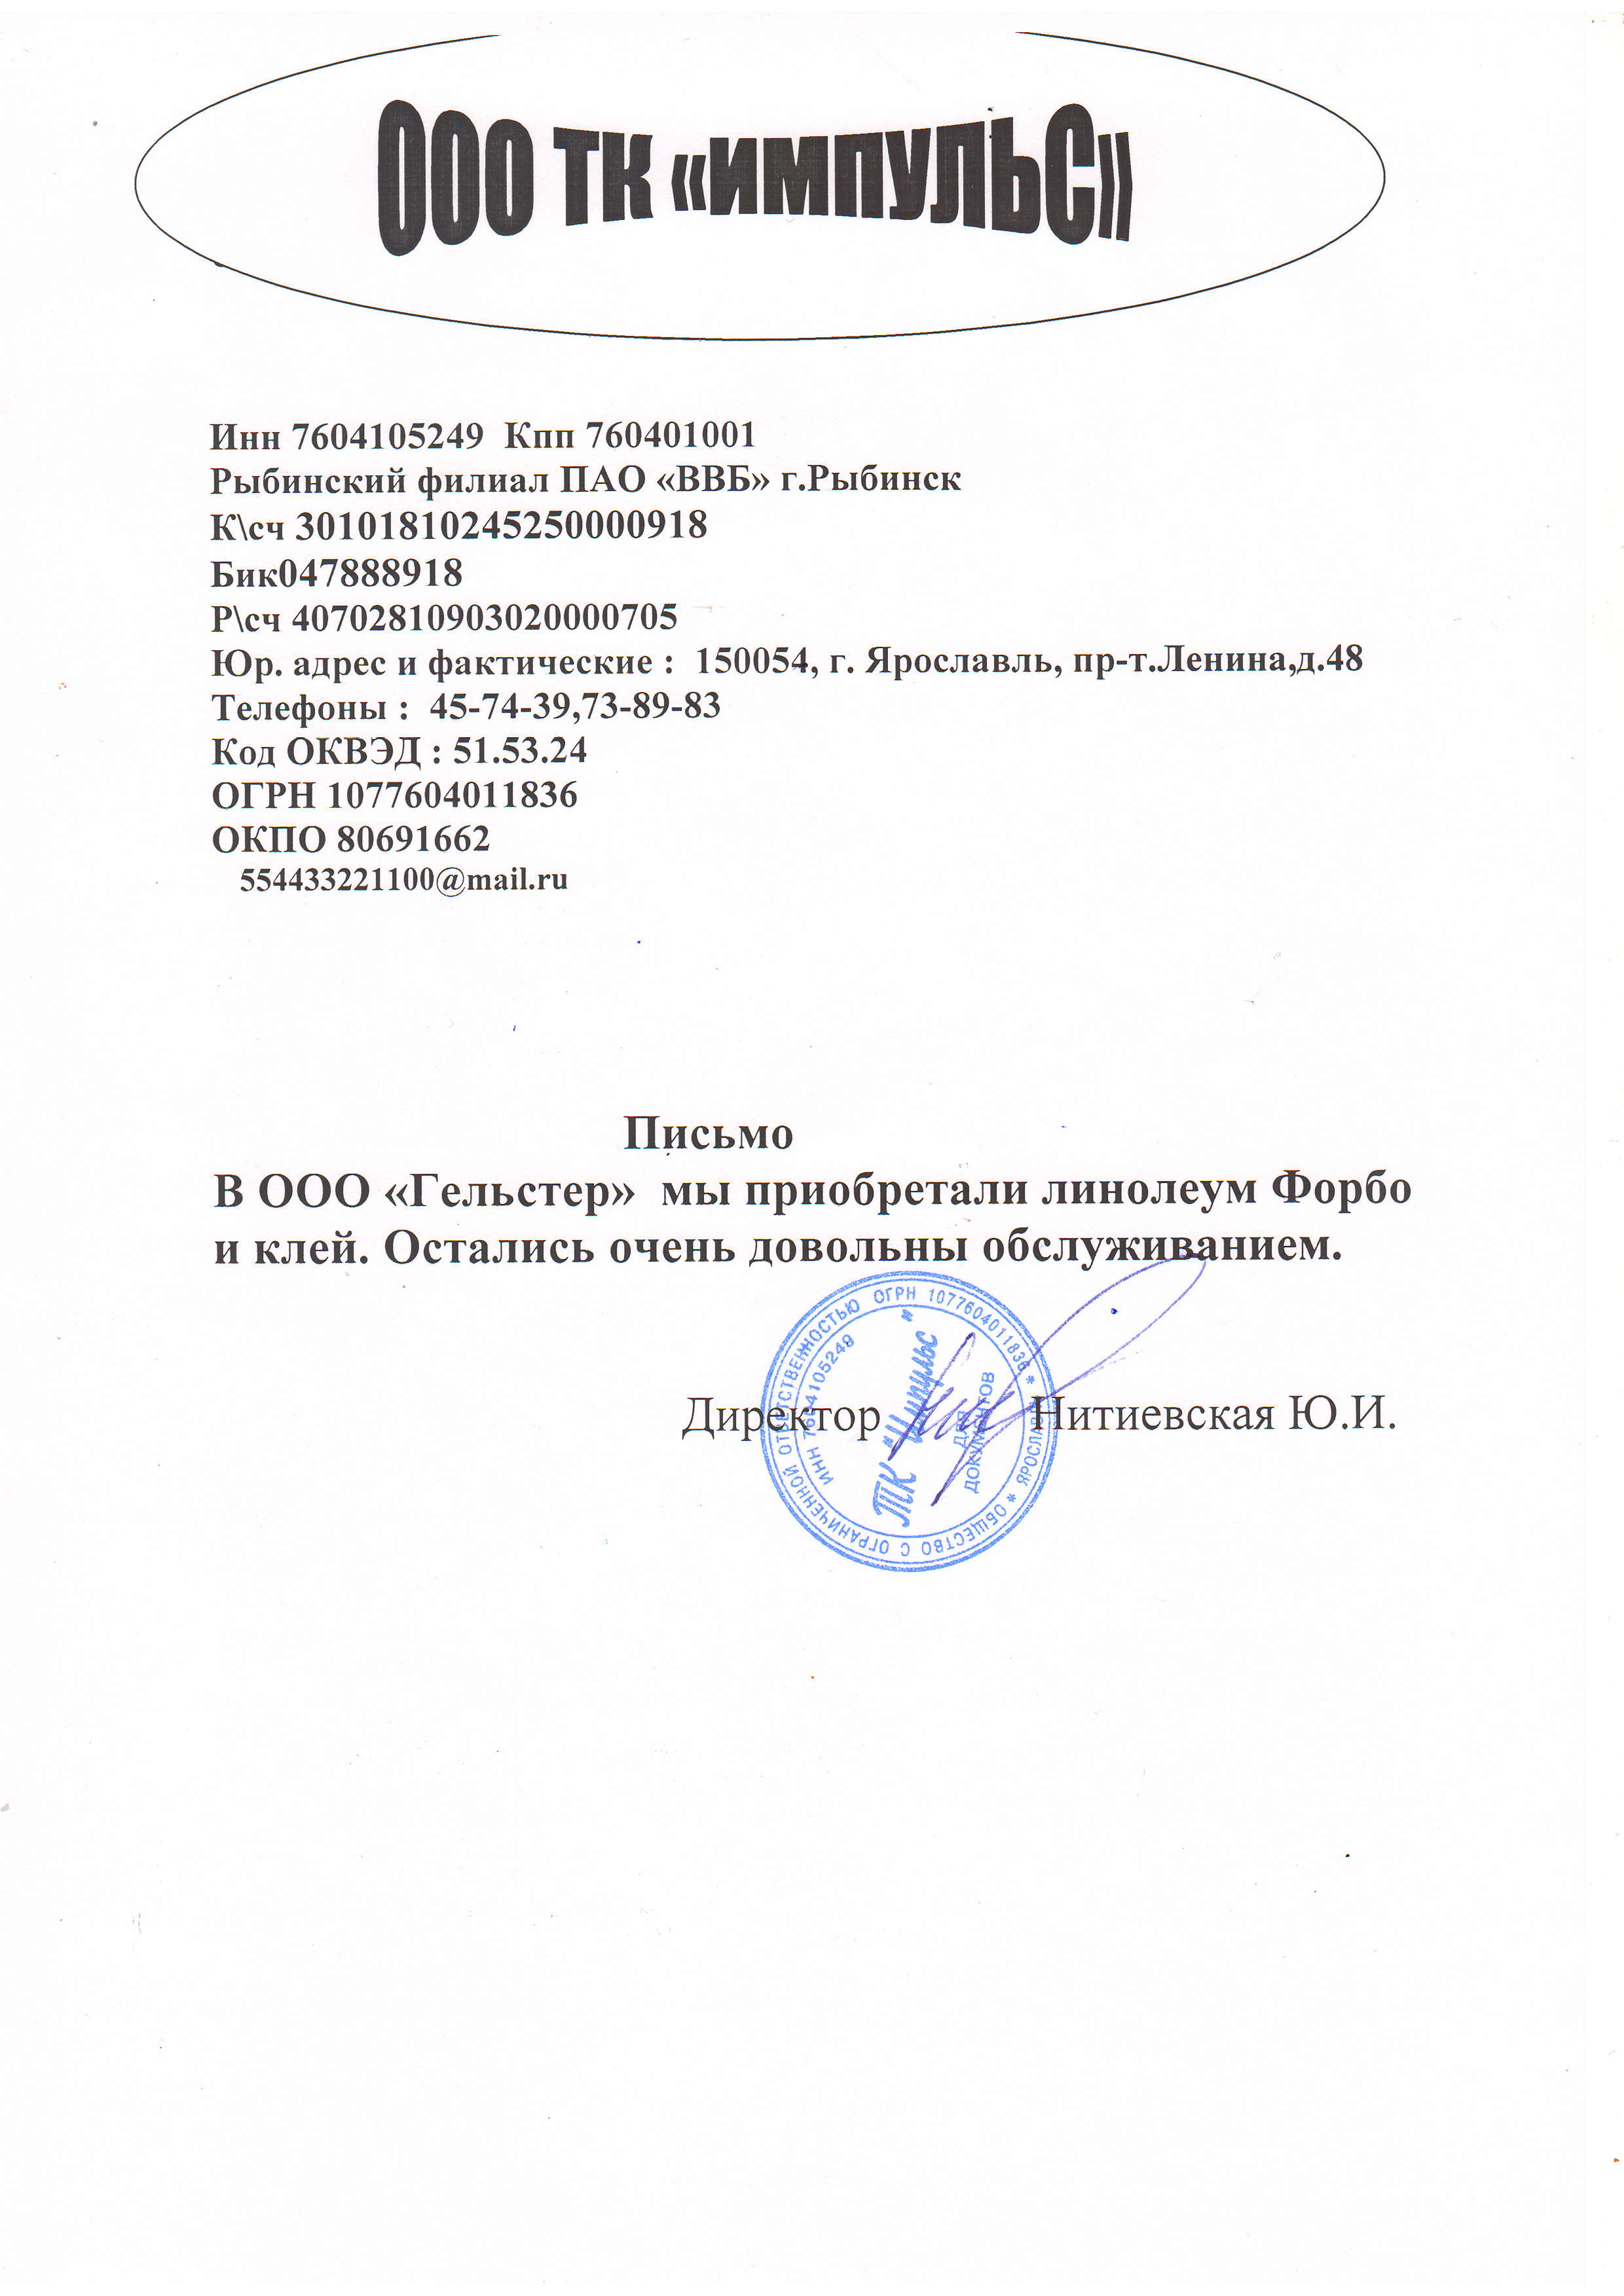 ООО ТК «ИМПУЛЬС»
Инн 7604105249 Кпп 760401001
Рыбинский филиал ПАО «ВВБ» г.Рыбинск
К\сч 30101810245250000918
Бик047888918
Р\сч 40702810903020000705
Юр. адрес и фактические : 150054, г. Ярославль, пр-т.Ленина,д.48
Телефоны : 45-74-39,73-89-83
Код ОКВЭД : 51.53.24
ОГРН 1077604011836
ОКПО 80691662
554433221100@mail.ru
Письмо
В ООО «Гельстер» мы приобретали линолеум Форбо
и клей. Остались очень довольны обслуживанием.
Директор Нитиевская Ю.И.
ОБЩЕСТВО С ОГРАНИЧЕННОЙ ОТВЕТСТВЕННОСТЬЮ ОГРН 1077604011836 *
ИНН 7604105249
ТК "Импульс"
ДЛЯ
ДОКУМЕНТОВ